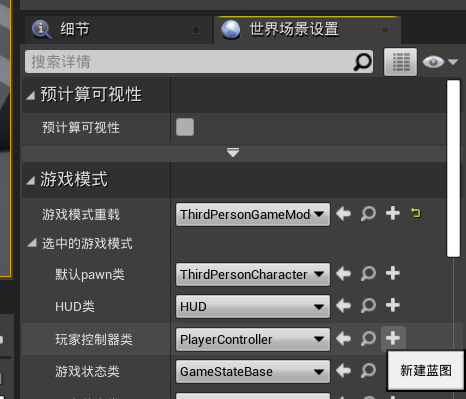 细节
世界场景设置
搜索详情
预计算可视性
预计算可视性
游戏模式
游戏模式重载 ThirdPersonGameMod
选中的游戏模式
默认pawn类 ThirdPersonCharacter
HUD类 HUD
玩家控制器类 PlayerController
游戏状态类 GameStateBase
新建蓝图